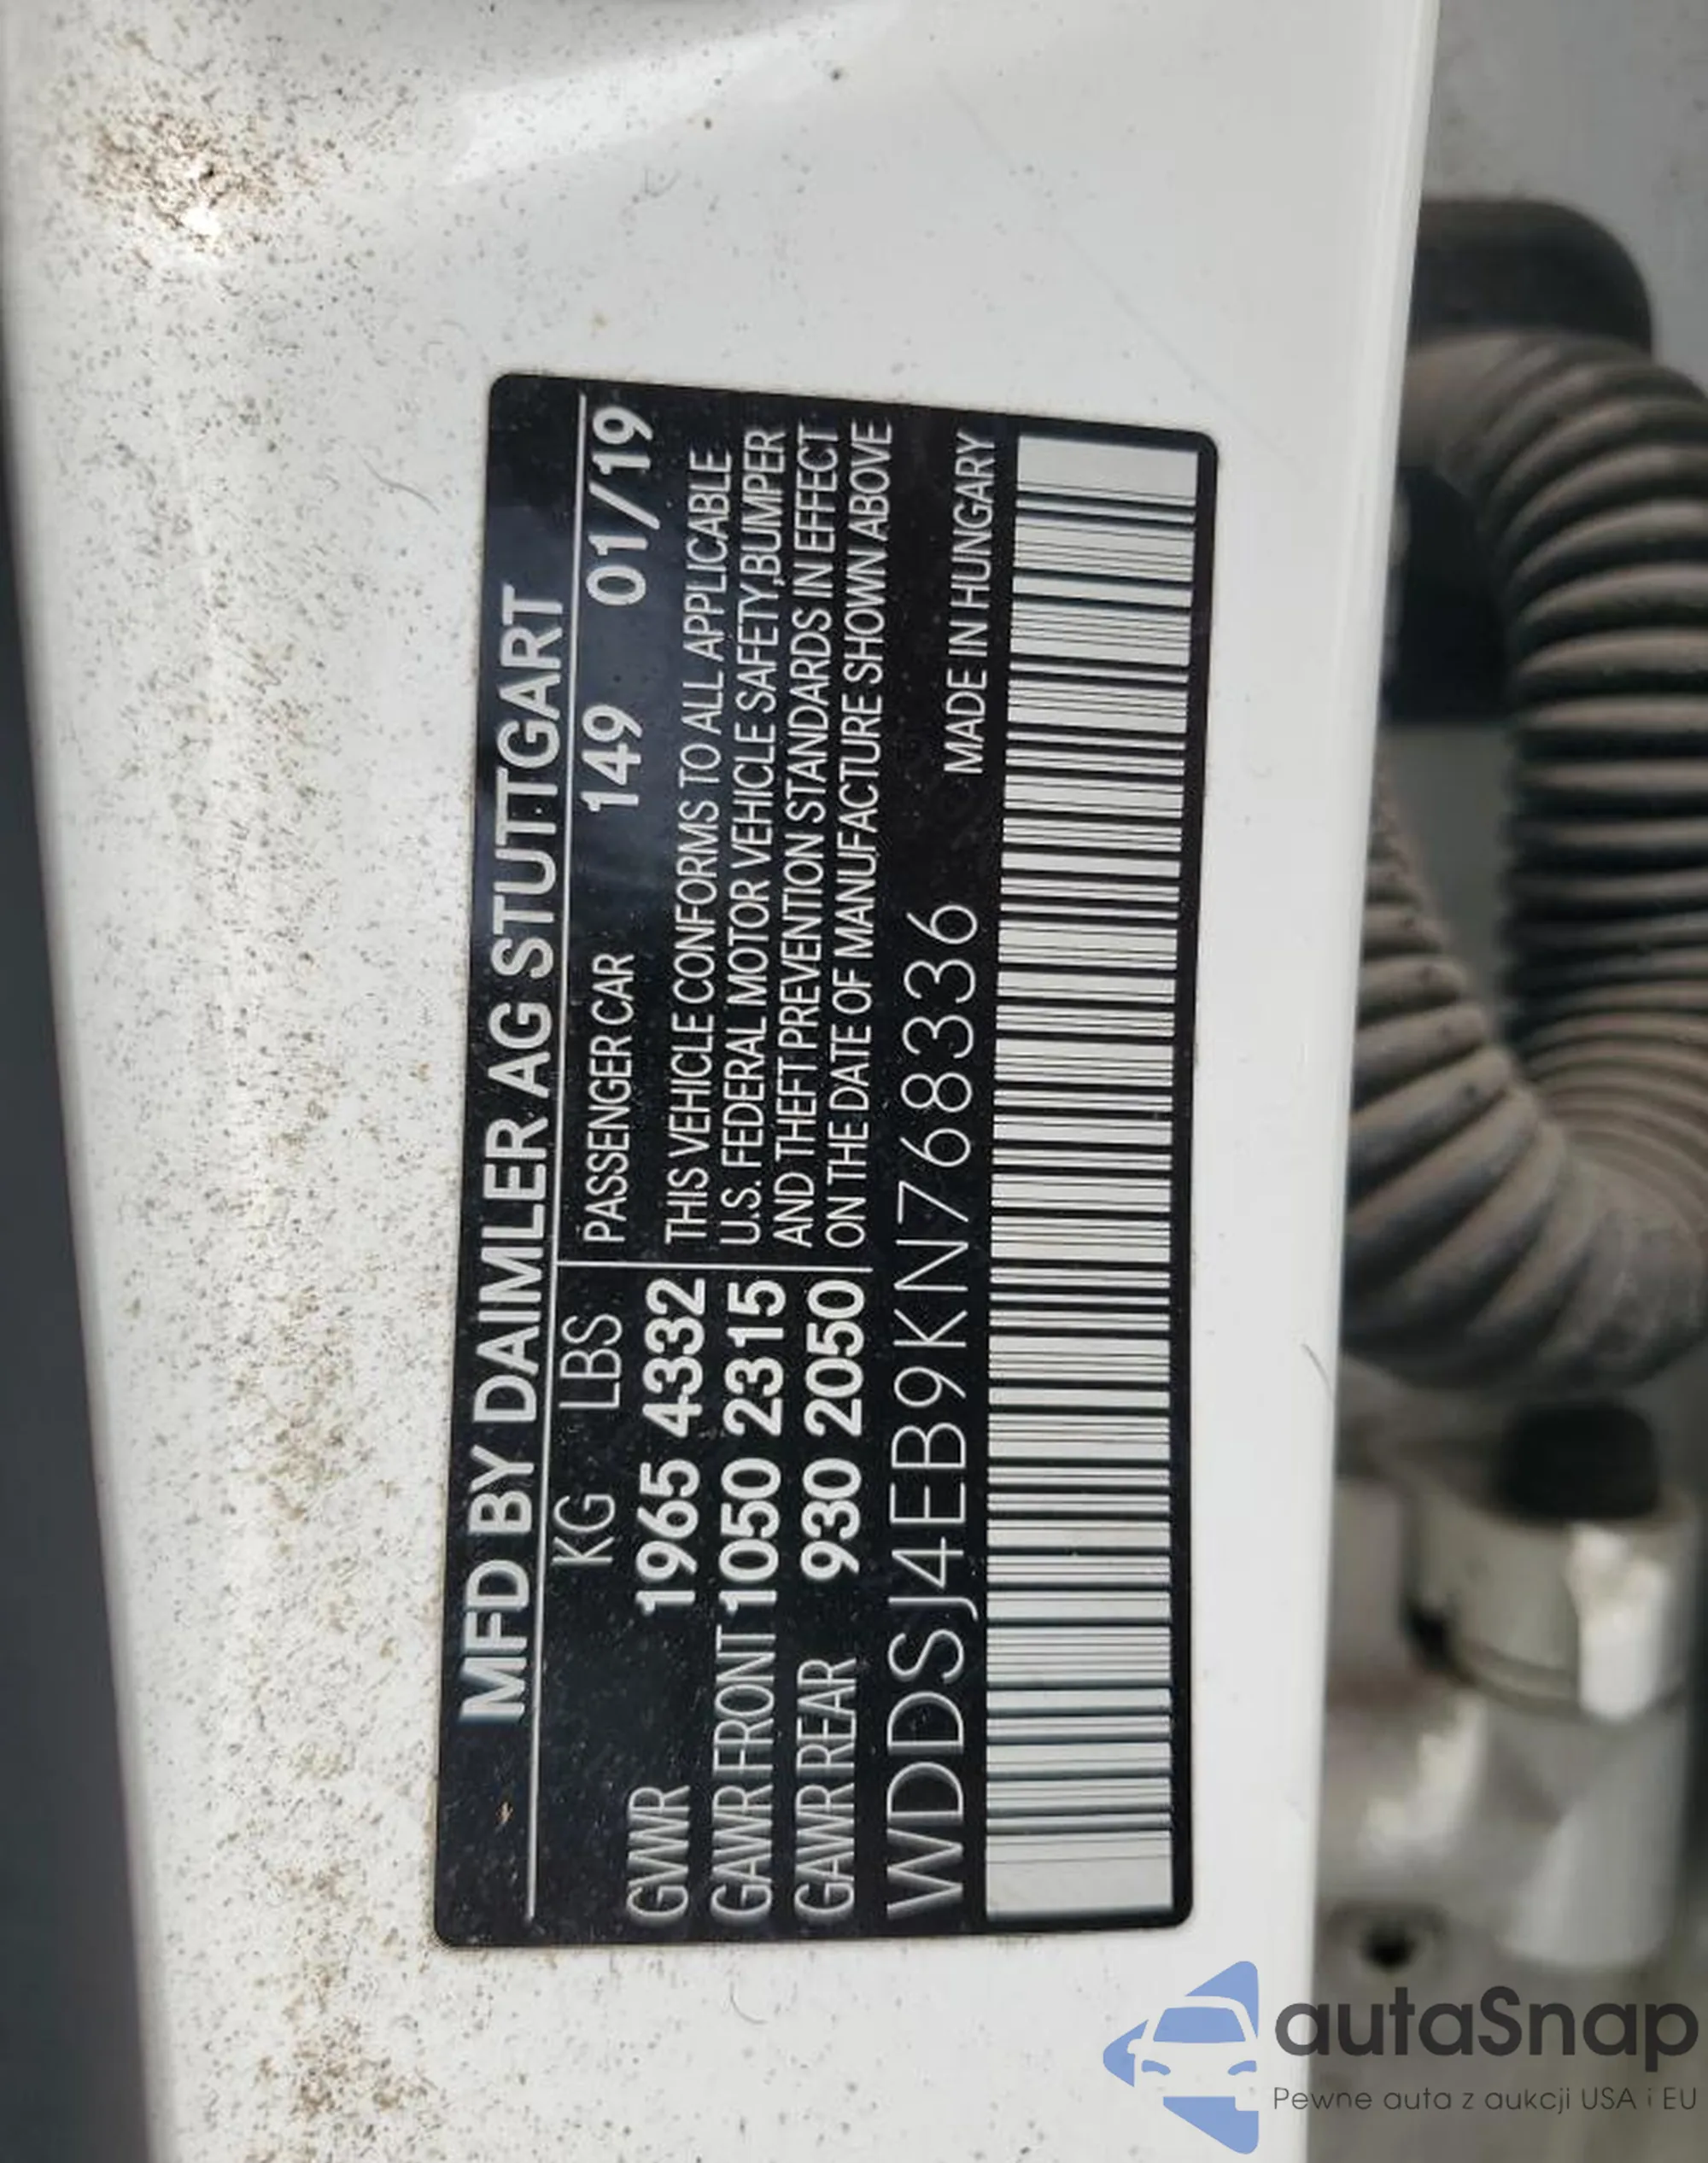 MFD BY DAIMLER AG STUTTGART
KG LBS PASSENGER CAR 149 01/19
GVWR 1965 4332 THIS VEHICLE CONFORMS TO ALL APPLICABLE
GAWR FRONT 1050 2315 U.S. FEDERAL MOTOR VEHICLE SAFETY,BUMPER
AND THEFT PREVENTION STANDARDS IN EFFECT
GAWR REAR 930 2050 ON THE DATE OF MANUFACTURE SHOWN ABOVE
WDDSJ4EB9KN768336 MADE IN HUNGARY
autaSnap
Pewne auta z aukcji USA i EU